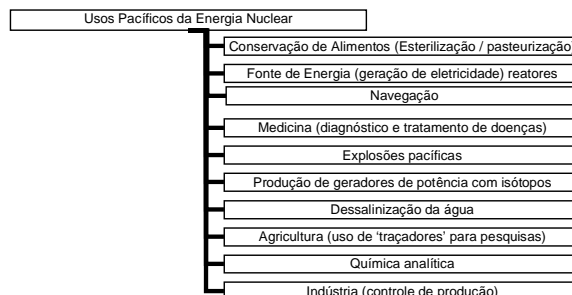 Usos Pacíficos da Energia Nuclear
Conservação de Alimentos (Esterilização / pasteurização)
Fonte de Energia (geração de eletricidade) reatores
Navegação
Medicina (diagnóstico e tratamento de doenças)
Explosões pacíficas
Produção de geradores de potência com isótopos
Dessalinização da água
Agricultura (uso de ‘traçadores’ para pesquisas)
Química analítica
Indústria (controle de produção)